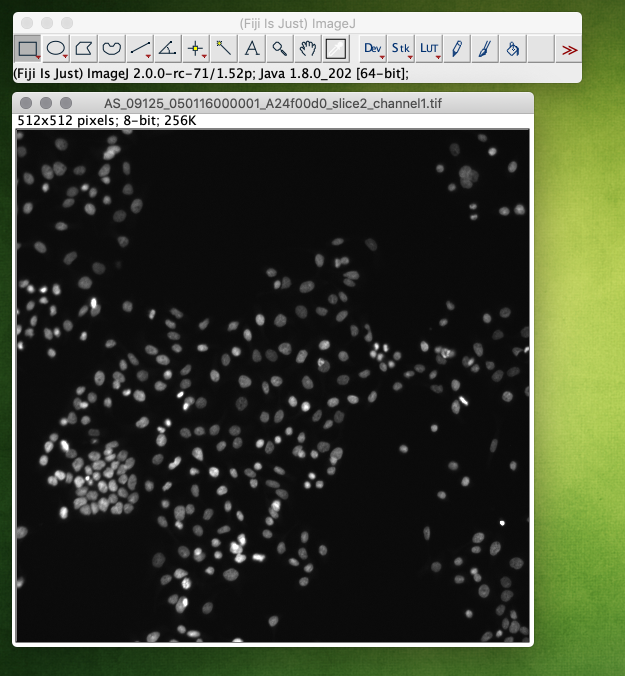 (Fiji Is Just) ImageJ
A Dev Stk LUT >>
(Fiji Is Just) ImageJ 2.0.0-rc-71/1.52p; Java 1.8.0_202 [64-bit];
AS_09125_050116000001_A24f00d0_slice2_channel1.tif
512x512 pixels; 8-bit; 256K